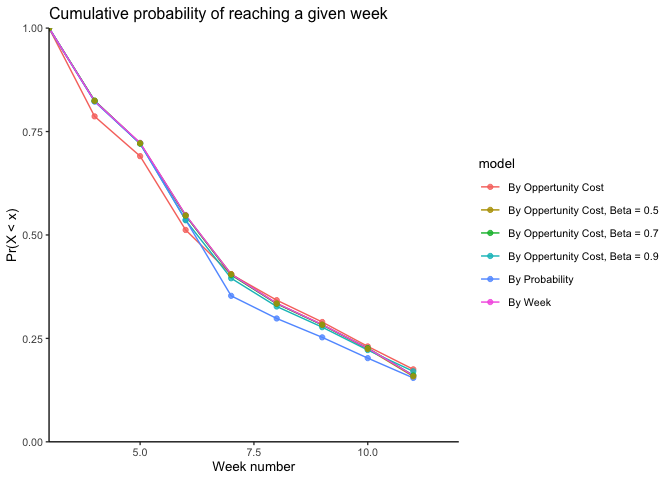 Cumulative probability of reaching a given week
1.00
0.75
0.50
0.25
0.00
Pr(X < x)
5.0
7.5
10.0
Week number
model
By Oppertunity Cost
By Oppertunity Cost, Beta = 0.5
By Oppertunity Cost, Beta = 0.7
By Oppertunity Cost, Beta = 0.9
By Probability
By Week